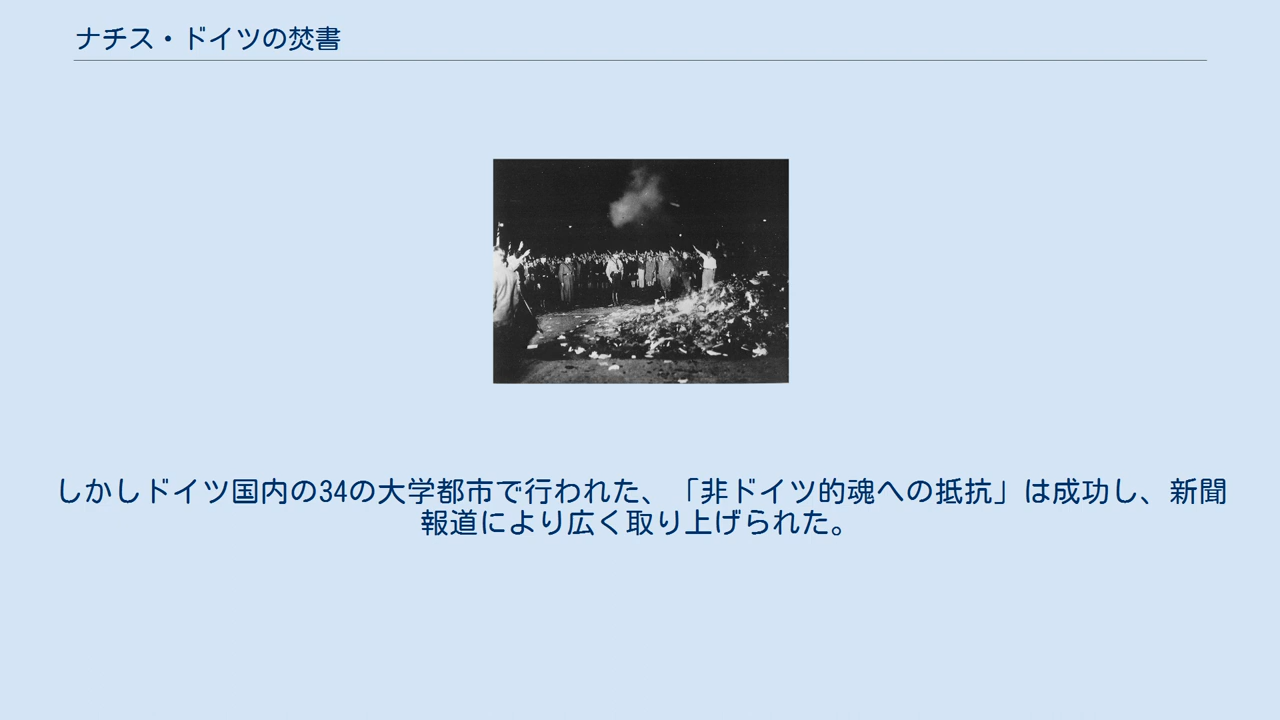 ナチス・ドイツの焚書
しかしドイツ国内の34の大学都市で行われた、「非ドイツ的魂への抵抗」は成功し、新聞
報道により広く取り上げられた。